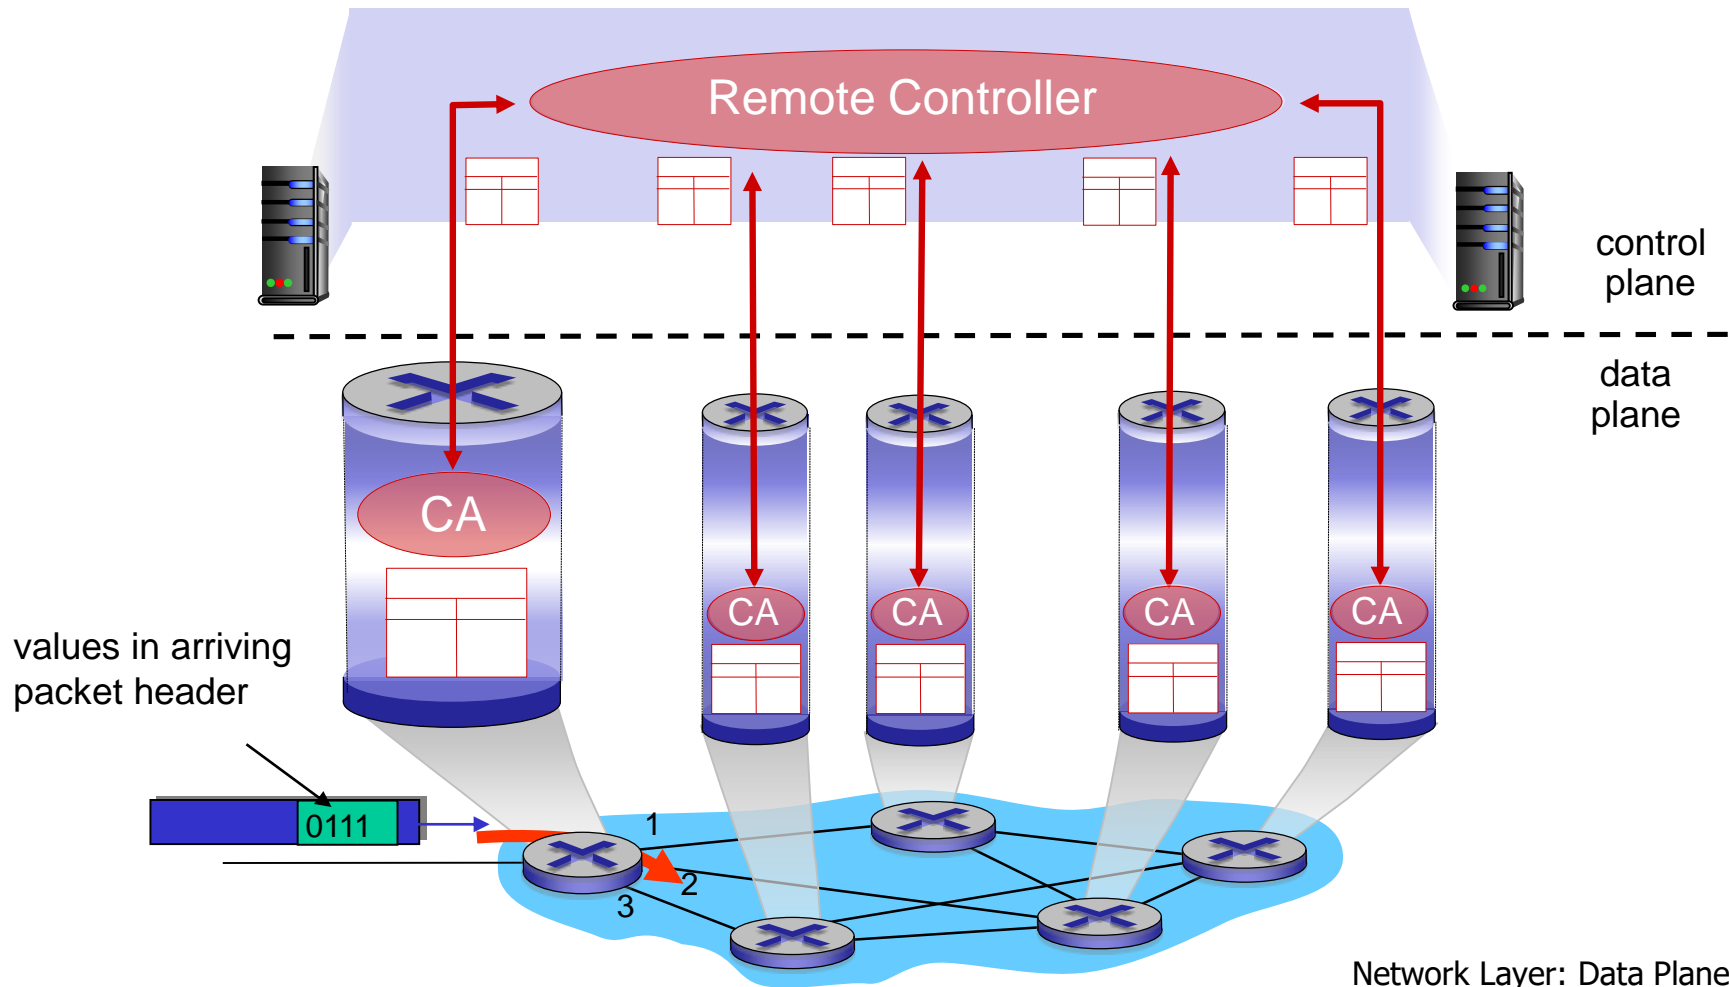 Remote Controller
control
plane
data
plane
CA
CA
CA
CA
CA
values in arriving
packet header
0111
1
2
3
Network Layer: Data Plane